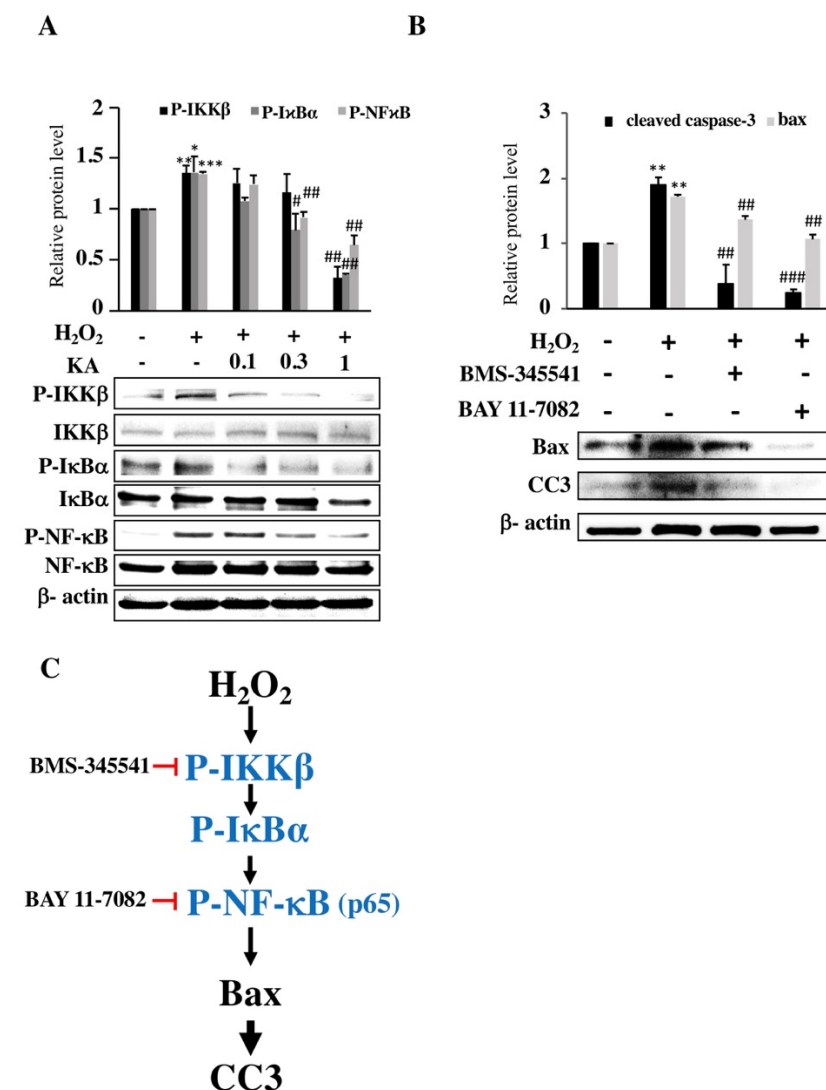 A
2
1.5
1
0.5
0
Relative protein level
P-IKKβ P-IκBα P-NFκB
** * ***
# ##
## ## ##
H₂O₂ - + + + +
KA - - 0.1 0.3 1
P-IKKβ
IKKβ
P-IκBα
IκBα
P-NF-κB
NF-κB
β- actin
B
3
2
1
0
Relative protein level
cleaved caspase-3 bax
** **
## ##
### ##
H₂O₂ - + + +
BMS-345541 - - + -
BAY 11-7082 - - - +
Bax
CC3
β- actin
C
H₂O₂
BMS-345541 P-IKKβ
P-IκBα
BAY 11-7082 P-NF-κB (p65)
Bax
CC3